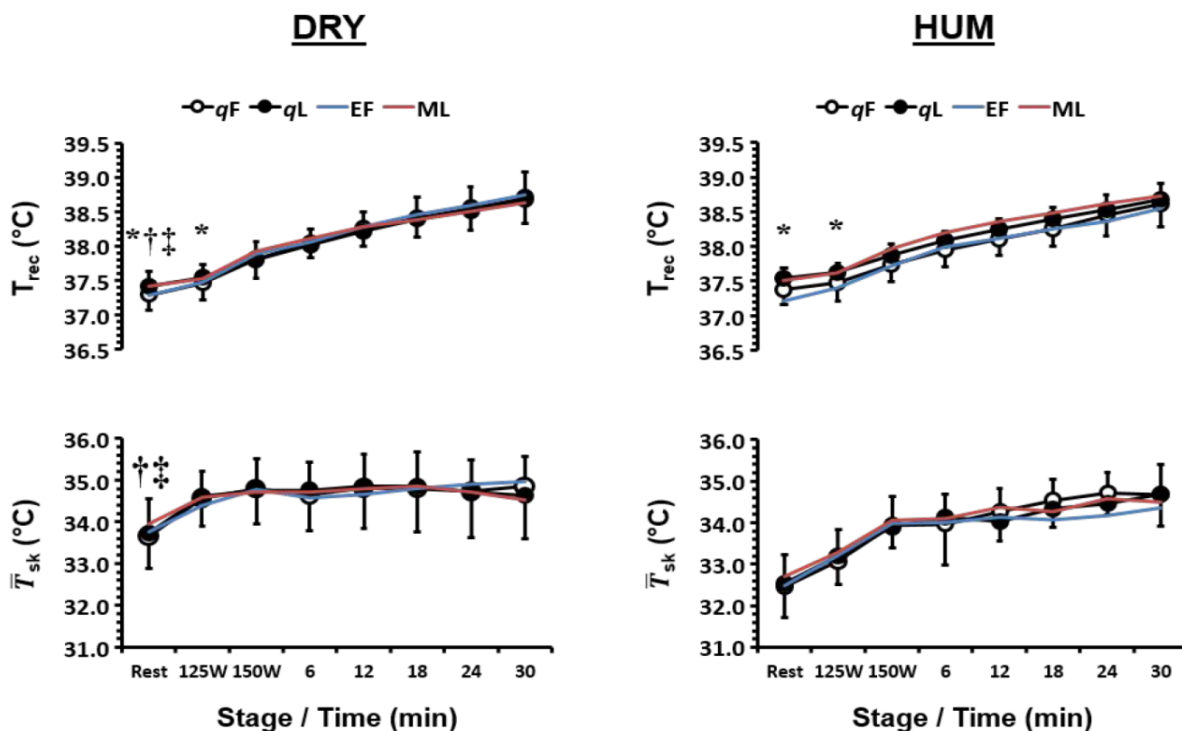 DRY
HUM
qF qL EF ML
qF qL EF ML
39.5
39.0
38.5
38.0
37.5
37.0
36.5
Trec (°C)
*†‡ *
39.5
39.0
38.5
38.0
37.5
37.0
36.5
Trec (°C)
* *
36.0
35.0
34.0
33.0
32.0
31.0
T̿sk (°C)
†‡
Rest 125W 150W 6 12 18 24 30
Stage / Time (min)
36.0
35.0
34.0
33.0
32.0
31.0
T̿sk (°C)
Rest 125W 150W 6 12 18 24 30
Stage / Time (min)